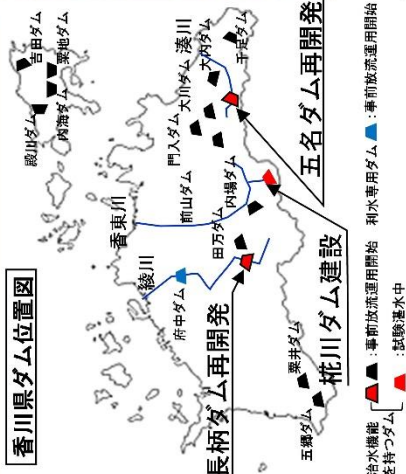 香川県ダム位置図
殿川ダム
吉田ダム
内海ダム
粟地ダム
香東川
綾川
府中ダム
前山ダム
門入ダム
大川ダム
湊川
大内ダム
千足ダム
田万ダム
内場ダム
長柄ダム再開発
五名ダム再開発
椛川ダム建設
粟井ダム
五郷ダム
治水機能を持つダム
:事前放流運用開始
:試験湛水中
利水専用ダム
:事前放流運用開始